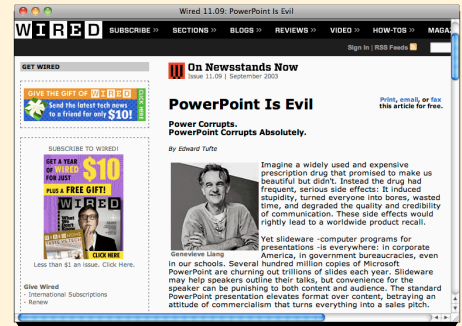 Wired 11.09: PowerPoint Is Evil
WIRED SUBSCRIBE >> SECTIONS >> BLOGS >> REVIEWS >> VIDEO >> HOW-TOS >> MAGA
Sign In | RSS Feeds
GET WIRED
GIVE THE GIFT OF WIRED
Send the latest tech news
to a friend for only $10!
CLICK HERE
SUBSCRIBE TO WIRED!
GET A YEAR
OF WIRED
FOR JUST
$10
PLUS A FREE GIFT!
WIRED
CLICK HERE
Less than $1 an issue. Click Here.
Give Wired
- International Subscriptions
- Renew
On Newsstands Now
Issue 11.09 | September 2003
PowerPoint Is Evil
Print, email, or fax
this article for free.
Power Corrupts.
PowerPoint Corrupts Absolutely.
By Edward Tufte
Genevieve Liang
Imagine a widely used and expensive
prescription drug that promised to make us
beautiful but didn't. Instead the drug had
frequent, serious side effects: It induced
stupidity, turned everyone into bores, wasted
time, and degraded the quality and credibility
of communication. These side effects would
rightly lead to a worldwide product recall.
Yet slideware -computer programs for
presentations -is everywhere: in corporate
America, in government bureaucracies, even
in our schools. Several hundred million copies of Microsoft
PowerPoint are churning out trillions of slides each year. Slideware
may help speakers outline their talks, but convenience for the
speaker can be punishing to both content and audience. The standard
PowerPoint presentation elevates format over content, betraying an
attitude of commercialism that turns everything into a sales pitch.